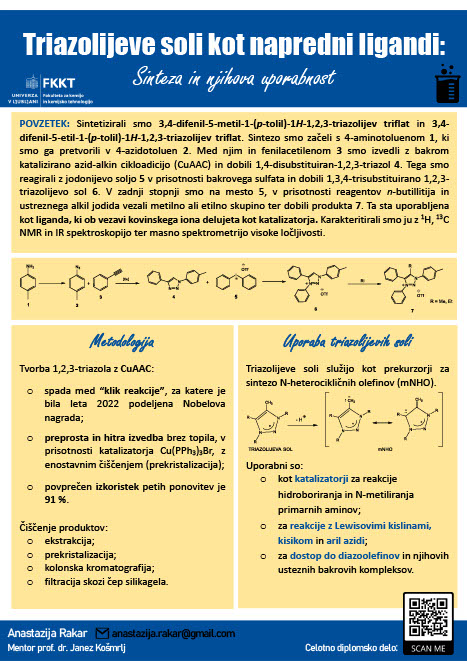 Triazolijeve soli kot napredni ligandi:
Sinteza in njihova uporabnost
UNIVERZA
V LJUBLJANI
FKKT
Fakulteta za kemijo
in kemijsko tehnologijo
POVZETEK: Sintetizirali smo 3,4-difenil-5-metil-1-(p-tolil)-1H-1,2,3-triazolijev triflat in 3,4-
difenil-5-etil-1-(p-tolil)-1H-1,2,3-triazolijev triflat. Sintezo smo začeli s 4-aminotoluenom 1, ki
smo ga pretvorili v 4-azidotoluen 2. Med njim in fenilacetilenom 3 smo izvedli z bakrom
katalizirano azid-alkin cikloadicijo (CuAAC) in dobili 1,4-disubstituiran-1,2,3-triazol 4. Tega smo
reagirali z jodonijevo soljo 5 v prisotnosti bakrovega sulfata in dobili 1,3,4-trisubstituirano 1,2,3-
triazolijevo sol 6. V zadnji stopnji smo na mesto 5, v prisotnosti reagentov n-butillitija in
ustreznega alkil jodida vezali metilno ali etilno skupino ter dobili produkta 7. Ta sta uporabljena
kot liganda, ki ob vezavi kovinskega iona delujeta kot katalizatorja. Karakteritirali smo ju z ¹H, ¹³C
NMR in IR spektroskopijo ter masno spektrometrijo visoke ločljivosti.
NH₂
N₃
1
2
3
4
5
6
7
OTf
OTf
OTf
R = Me, Et
Metodologija
Tvorba 1,2,3-triazola z CuAAC:
o spada med “klik reakcije”, za katere je
bila leta 2022 podeljena Nobelova
nagrada;
o preprosta in hitra izvedba brez topila, v
prisotnosti katalizatorja Cu(PPh₃)₃Br, z
enostavnim čiščenjem (prekristalizacija);
o povprečen izkoristek petih ponovitev je
91 %.
Čiščenje produktov:
o ekstrakcija;
o prekristalizacija;
o kolonska kromatografija;
o filtracija skozi čep silikagela.
Uporaba triazolijevih soli
Triazolijeve soli služijo kot prekurzorji za
sintezo N-heterocikličnih olefinov (mNHO).
CH₃
- H⁺
CH₂
CH₂
TRIAZOLIJEVA SOL
mNHO
Uporabni so:
o kot katalizatorji za reakcije
hidroboriranja in N-metiliranja
primarnih aminov;
o za reakcije z Lewisovimi kislinami,
kisikom in aril azidi;
o za dostop do diazoolefinov in njihovih
usteznih bakrovih kompleksov.
Anastazija Rakar
anastazija.rakar@gmail.com
Mentor prof. dr. Janez Košmrlj
Celotno diplomsko delo:
SCAN ME